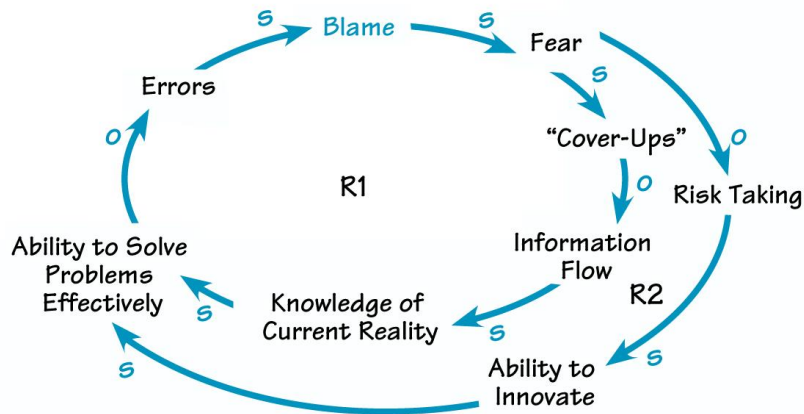 s
Blame
s
Fear
s
Errors
o
"Cover-Ups"
o
o
R1
Risk Taking
Ability to Solve
Problems
Effectively
Information
Flow
s
Knowledge of
Current Reality
s
R2
s
s
Ability to
Innovate